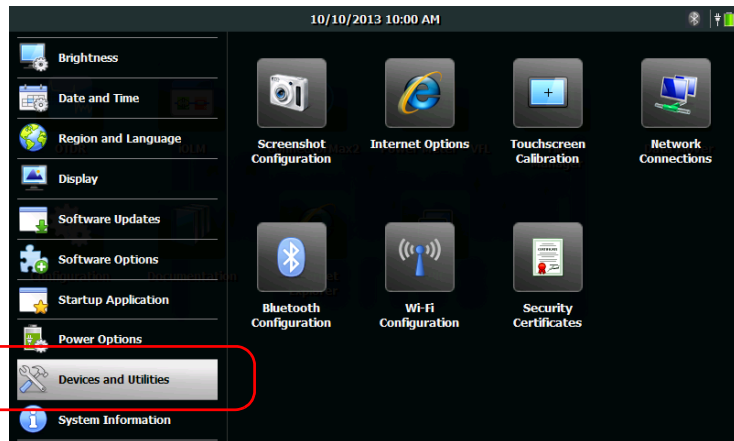 10/10/2013 10:00 AM
Brightness
Date and Time
Region and Language
Display
Software Updates
Software Options
Startup Application
Power Options
Devices and Utilities
System Information
Screenshot
Configuration
Internet Options
Touchscreen
Calibration
Network
Connections
Bluetooth
Configuration
Wi-Fi
Configuration
Security
Certificates